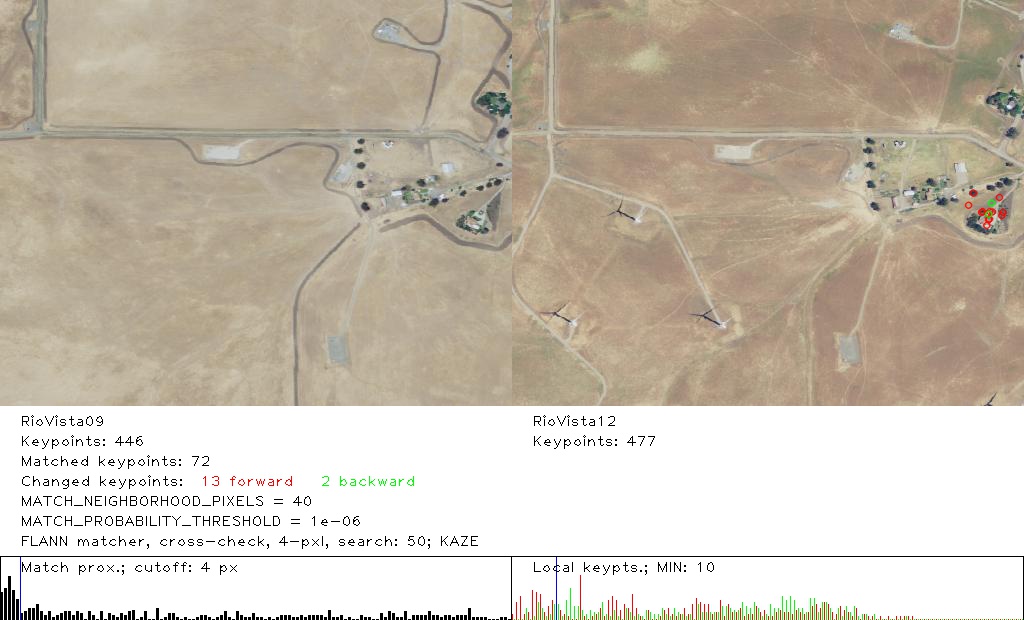 RioVista09
Keypoints: 446
Matched keypoints: 72
Changed keypoints: 13 forward 2 backward
MATCH_NEIGHBORHOOD_PIXELS = 40
MATCH_PROBABILITY_THRESHOLD = 1e-06
FLANN matcher, cross-check, 4-pxl, search: 50; KAZE
RioVista12
Keypoints: 477
Match prox.; cutoff: 4 px
Local keypts.; MIN: 10